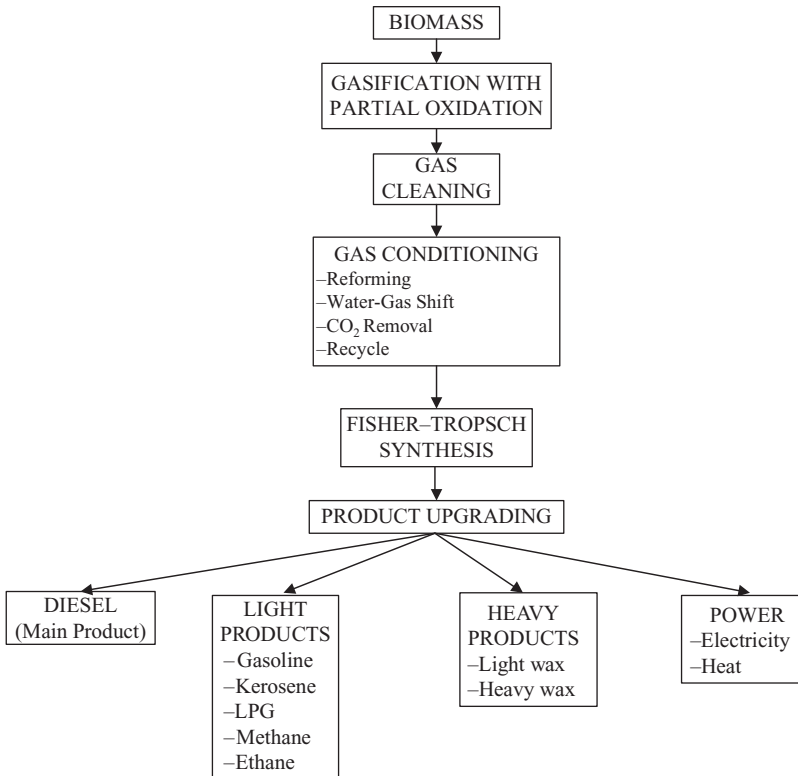 BIOMASS
GASIFICATION WITH
PARTIAL OXIDATION
GAS
CLEANING
GAS CONDITIONING
–Reforming
–Water-Gas Shift
–CO₂ Removal
–Recycle
FISHER–TROPSCH
SYNTHESIS
PRODUCT UPGRADING
DIESEL
(Main Product)
LIGHT
PRODUCTS
–Gasoline
–Kerosene
–LPG
–Methane
–Ethane
HEAVY
PRODUCTS
–Light wax
–Heavy wax
POWER
–Electricity
–Heat